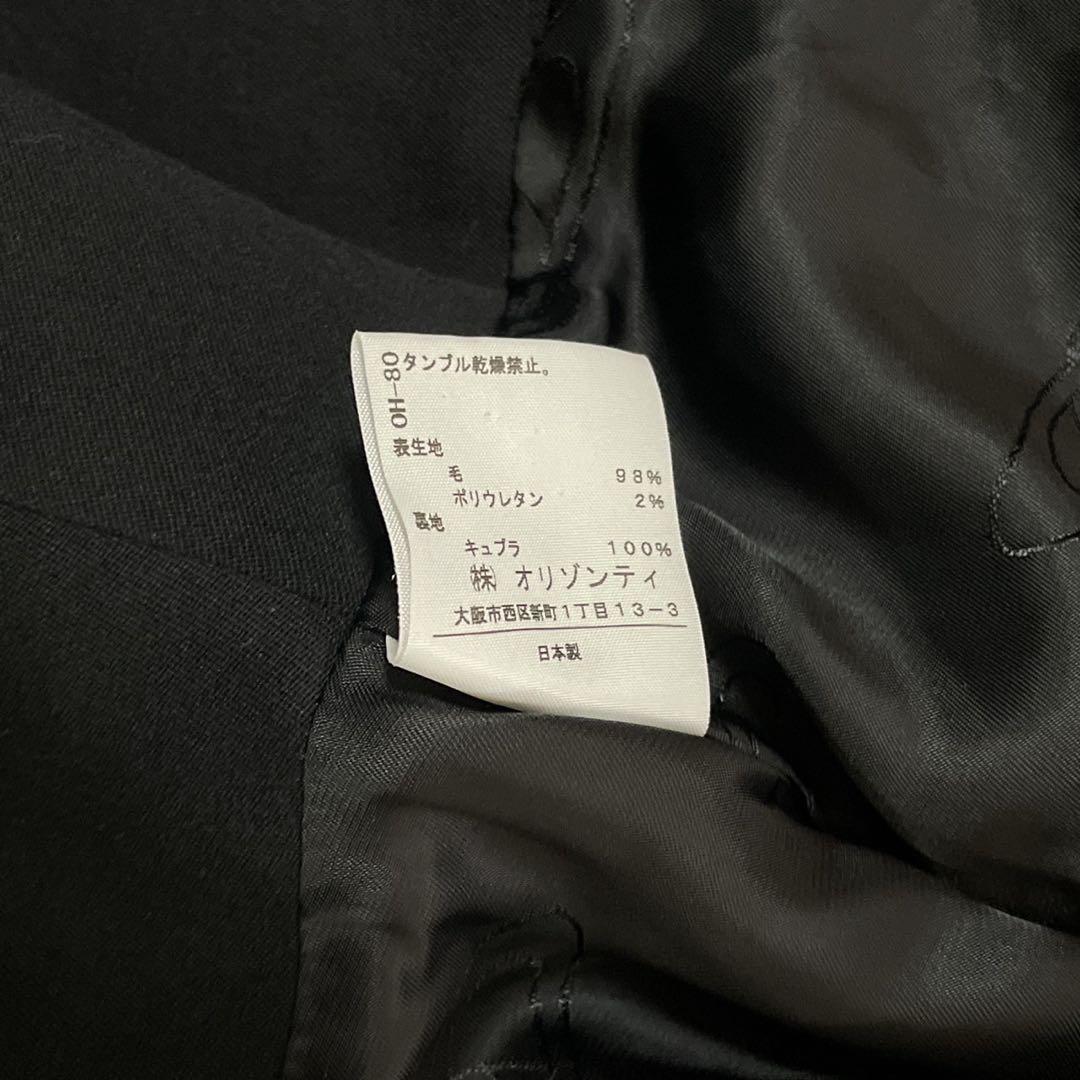 タンブル乾燥禁止。
OH-80
表生地
毛 98%
ポリウレタン 2%
裏地
キュプラ 100%
㈱ オリゾンティ
大阪市西区新町1丁目13-3
日本製